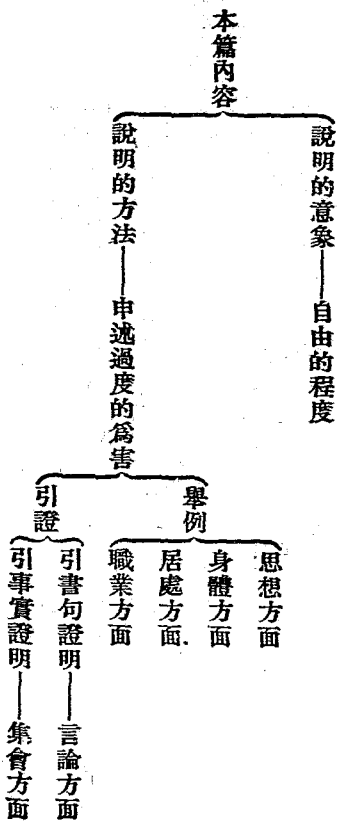 本篇內容
說明的意象——自由的程度
說明的方法——申述過度的為害
舉例
思想方面
身體方面
居處方面
職業方面
引證
引書句證明——言論方面
引事實證明——集會方面